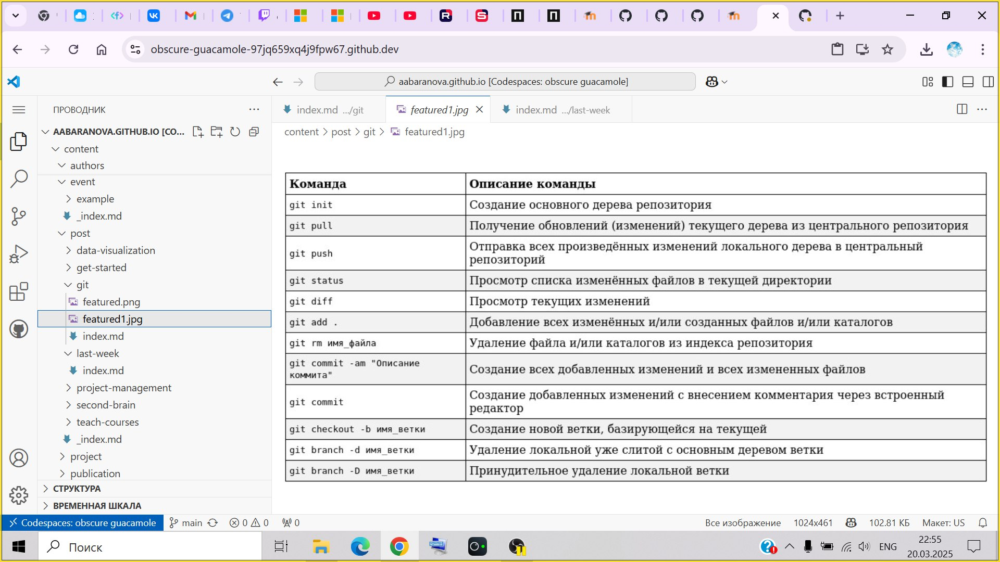 obscure-guacamole-97jq659xq4j9fpw67.github.dev
aabaranova.github.io [Codespaces: obscure guacamole]
ПРОВОДНИК
index.md .../git
featured1.jpg
index.md .../last-week
AABARANOVA.GITHUB.IO [CO...
content > post > git > featured1.jpg
content
authors
event
example
_index.md
post
data-visualization
get-started
git
featured.png
featured1.jpg
index.md
last-week
index.md
project-management
second-brain
teach-courses
_index.md
project
publication
СТРУКТУРА
ВРЕМЕННАЯ ШКАЛА
Команда Описание команды
git init Создание основного дерева репозитория
git pull Получение обновлений (изменений) текущего дерева из центрального репозитория
git push Отправка всех произведённых изменений локального дерева в центральный
репозиторий
git status Просмотр списка изменённых файлов в текущей директории
git diff Просмотр текущих изменений
git add . Добавление всех изменённых и/или созданных файлов и/или каталогов
git rm имя_файла Удаление файла и/или каталогов из индекса репозитория
git commit -am "Описание
коммита" Создание всех добавленных изменений и всех измененных файлов
git commit Создание добавленных изменений с внесением комментария через встроенный
редактор
git checkout -b имя_ветки Создание новой ветки, базирующейся на текущей
git branch -d имя_ветки Удаление локальной уже слитой с основным деревом ветки
git branch -D имя_ветки Принудительное удаление локальной ветки
Codespaces: obscure guacamole main 0 0 0 Все изображение 1024x461 102.81 КБ Макет: US
Поиск
ENG
22:55
20.03.2025